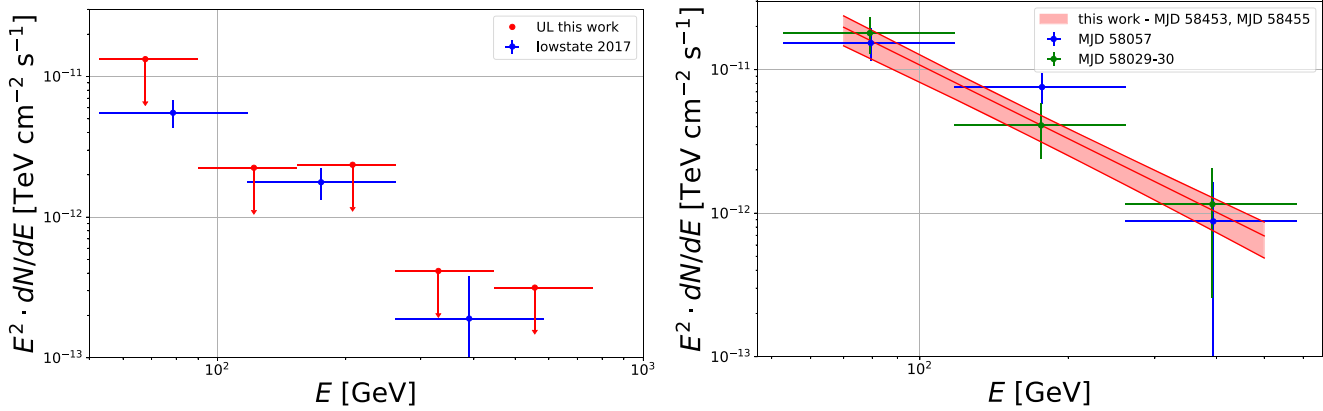 E² · dN/dE [TeV cm⁻² s⁻¹]
10⁻¹¹
10⁻¹²
10⁻¹³
UL this work
lowstate 2017
10²
10³
E [GeV]
E² · dN/dE [TeV cm⁻² s⁻¹]
10⁻¹¹
10⁻¹²
10⁻¹³
this work - MJD 58453, MJD 58455
MJD 58057
MJD 58029-30
10²
E [GeV]